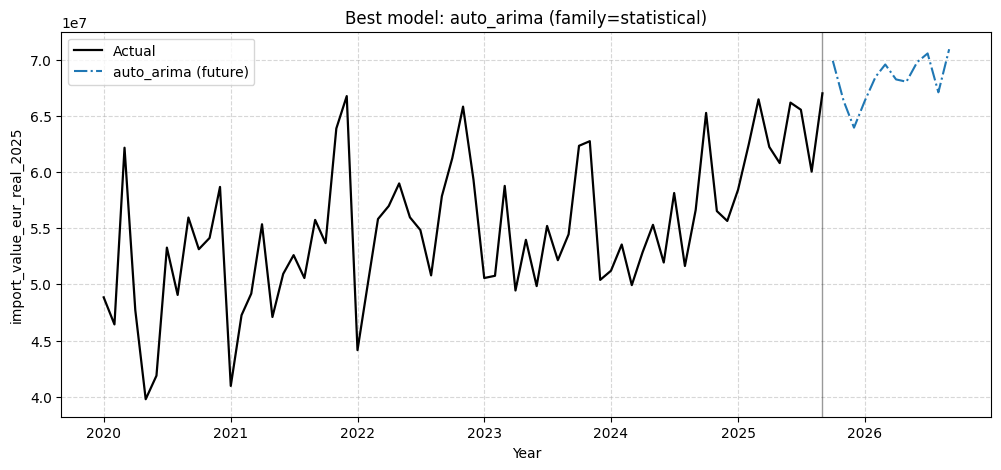 Best model: auto_arima (family=statistical)
1e7
Actual
auto_arima (future)
7.0
6.5
6.0
5.5
5.0
4.5
4.0
import_value_eur_real_2025
2020 2021 2022 2023 2024 2025 2026
Year